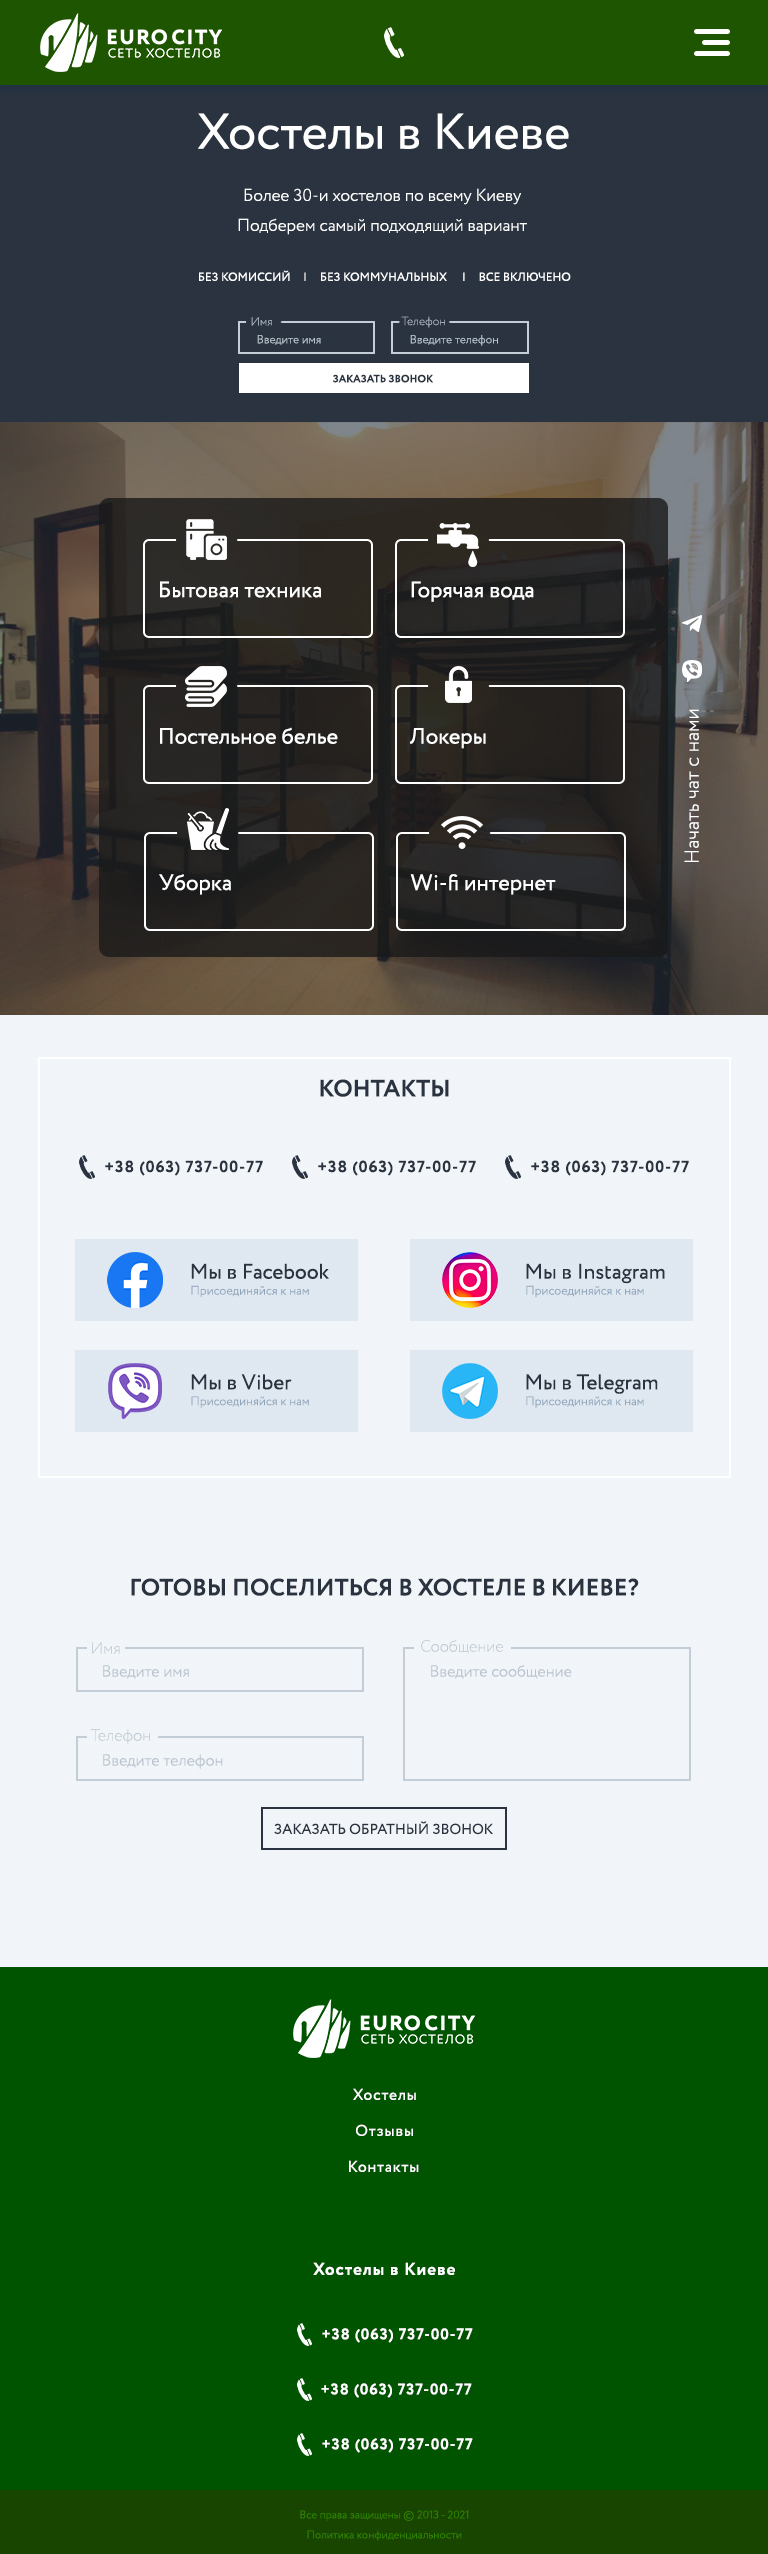 EURO CITY
СЕТЬ ХОСТЕЛОВ
Хостелы в Киеве
Более 30-и хостелов по всему Киеву
Подберем самый подходящий вариант
БЕЗ КОМИССИЙ | БЕЗ КОММУНАЛЬНЫХ | ВСЕ ВКЛЮЧЕНО
Имя Телефон
Введите имя Введите телефон
ЗАКАЗАТЬ ЗВОНОК
Бытовая техника Горячая вода
Постельное белье Локеры
Уборка Wi-fi интернет
Начать чат с нами
КОНТАКТЫ
+38 (063) 737-00-77 +38 (063) 737-00-77 +38 (063) 737-00-77
Мы в Facebook Мы в Instagram
Присоединяйся к нам Присоединяйся к нам
Мы в Viber Мы в Telegram
Присоединяйся к нам Присоединяйся к нам
ГОТОВЫ ПОСЕЛИТЬСЯ В ХОСТЕЛЕ В КИЕВЕ?
Имя Сообщение
Введите имя Введите сообщение
Телефон
Введите телефон
ЗАКАЗАТЬ ОБРАТНЫЙ ЗВОНОК
EURO CITY
СЕТЬ ХОСТЕЛОВ
Хостелы
Отзывы
Контакты
Хостелы в Киеве
+38 (063) 737-00-77
+38 (063) 737-00-77
+38 (063) 737-00-77
Все права защищены © 2013 - 2021
Политика конфиденциальности